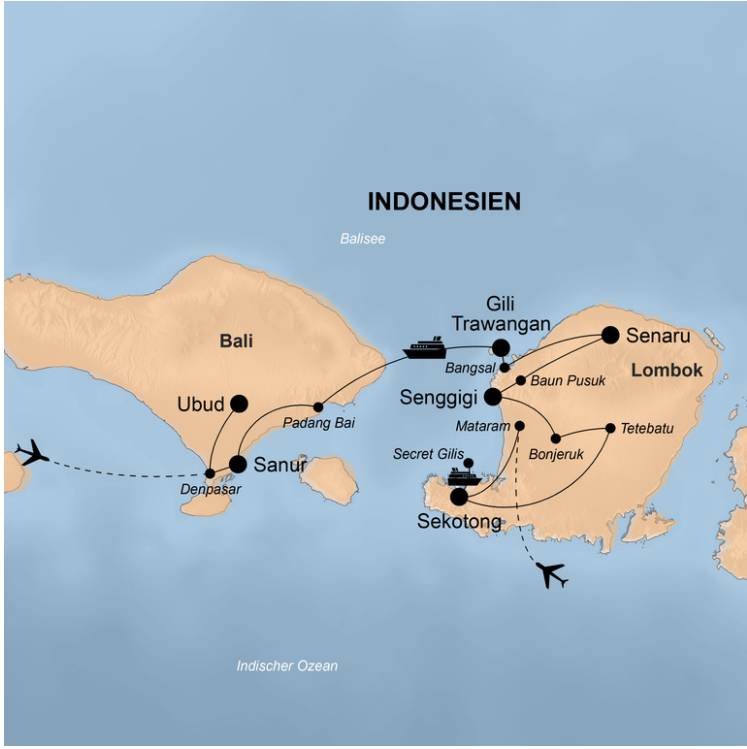 INDONESIEN
Balisee
Gili
Trawangan
Bali
Senaru
Bangsal
Lombok
Baun Pusuk
Ubud
Senggigi
Padang Bai
Mataram
Tetebatu
Bonjeruk
Secret Gilis
Sanur
Denpasar
Sekotong
Indischer Ozean